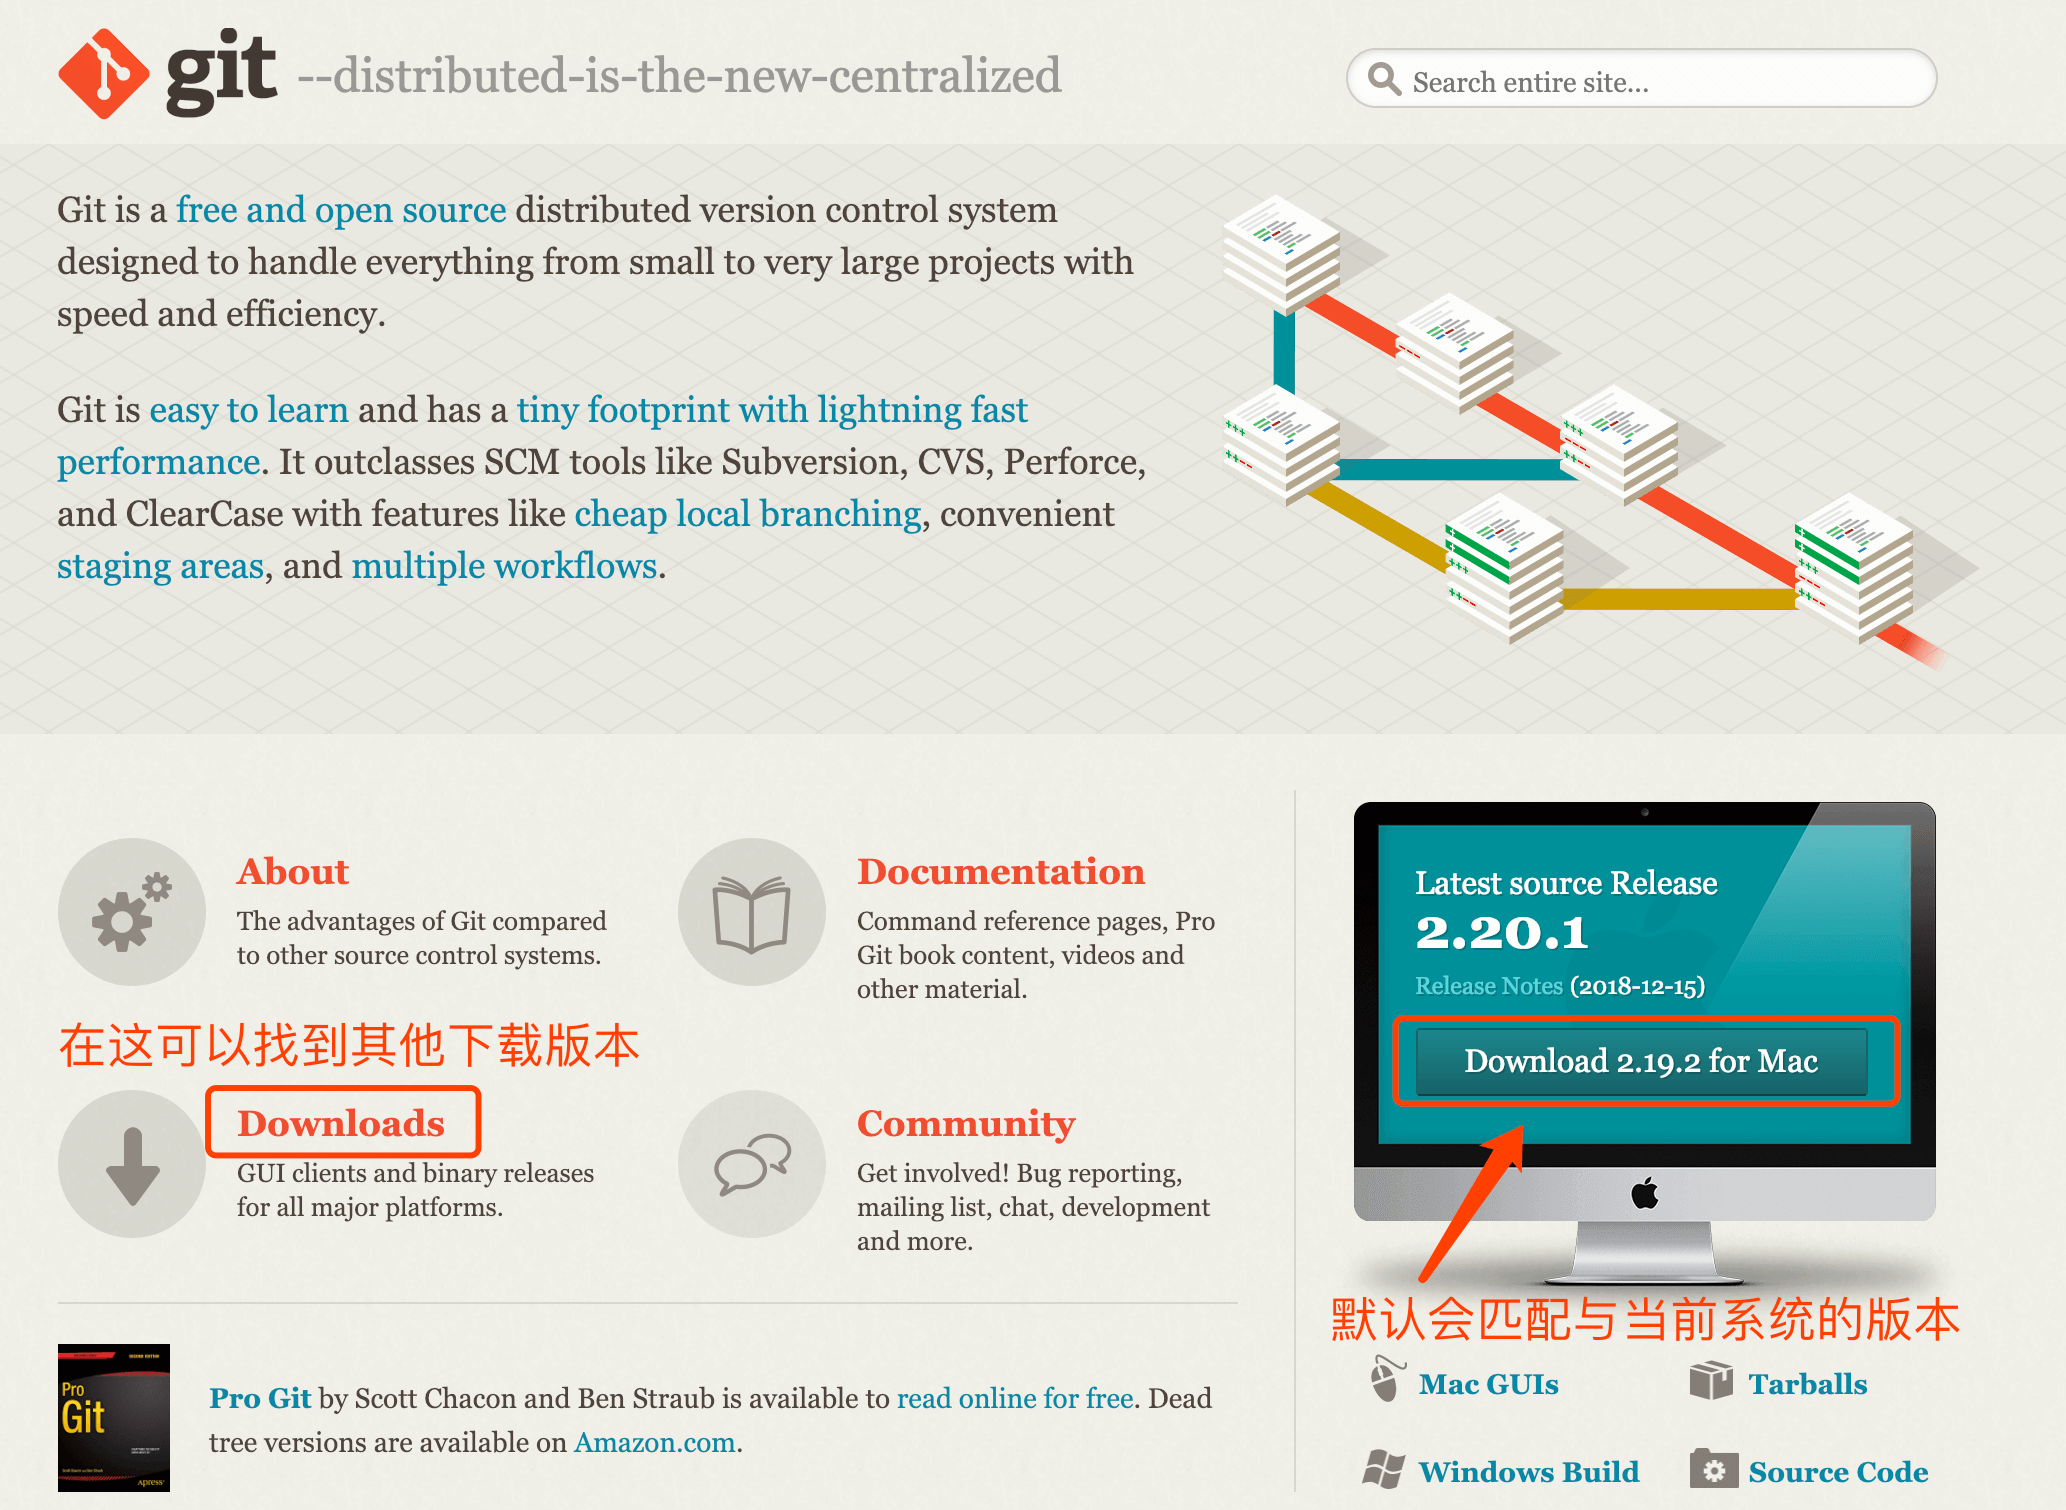 git --distributed-is-the-new-centralized
Search entire site...
Git is a free and open source distributed version control system
designed to handle everything from small to very large projects with
speed and efficiency.
Git is easy to learn and has a tiny footprint with lightning fast
performance. It outclasses SCM tools like Subversion, CVS, Perforce,
and ClearCase with features like cheap local branching, convenient
staging areas, and multiple workflows.
About
The advantages of Git compared
to other source control systems.
Documentation
Command reference pages, Pro
Git book content, videos and
other material.
在这可以找到其他下载版本
Downloads
GUI clients and binary releases
for all major platforms.
Community
Get involved! Bug reporting,
mailing list, chat, development
and more.
Latest source Release
2.20.1
Release Notes (2018-12-15)
Download 2.19.2 for Mac
默认会匹配与当前系统的版本
Mac GUIs
Tarballs
Windows Build
Source Code
Pro
Git
Apress
Pro Git by Scott Chacon and Ben Straub is available to read online for free. Dead
tree versions are available on Amazon.com.